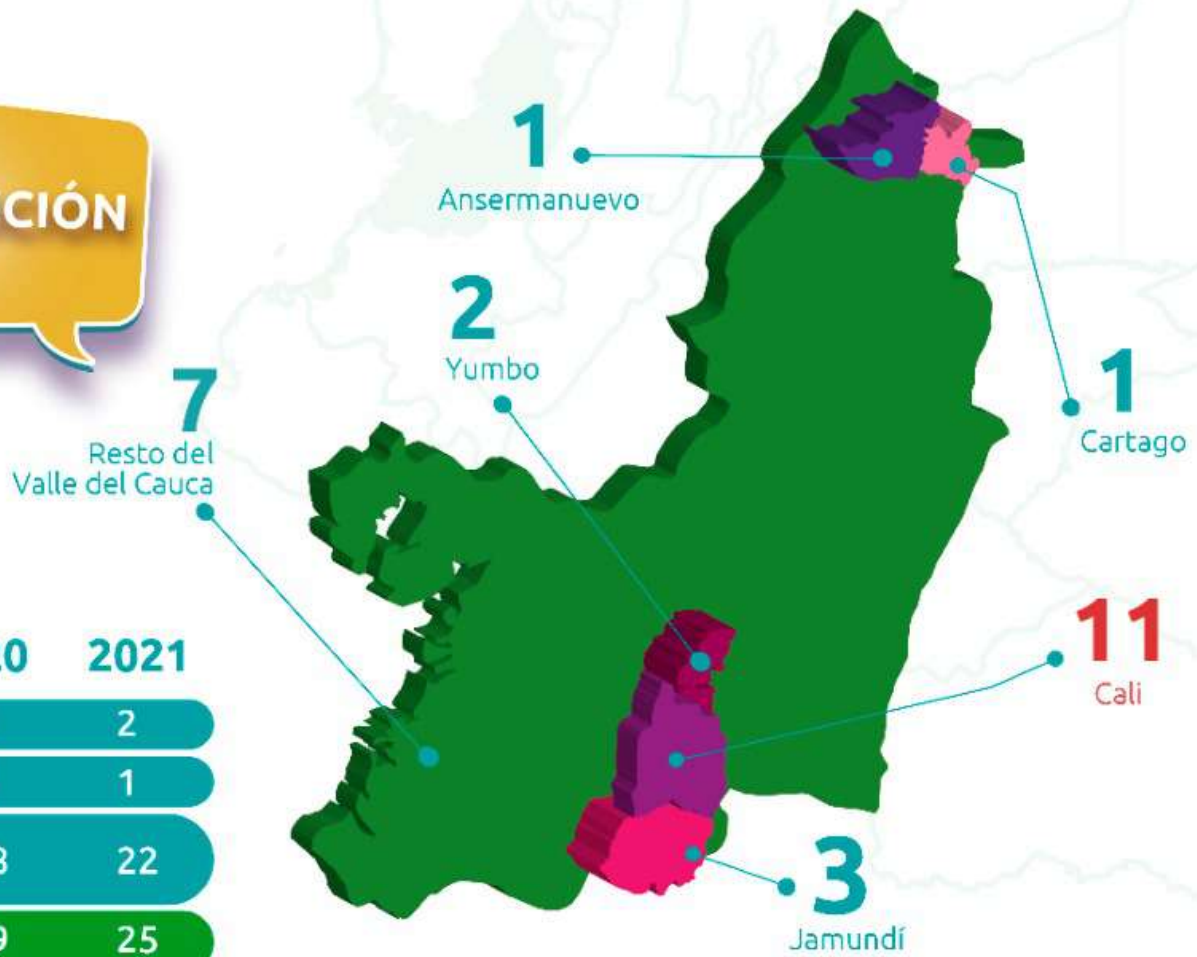 CIÓN
1
Ansermanuevo
2
Yumbo
7
Resto del
Valle del Cauca
1
Cartago
11
Cali
3
Jamundí
0 2021
2
1
22
25